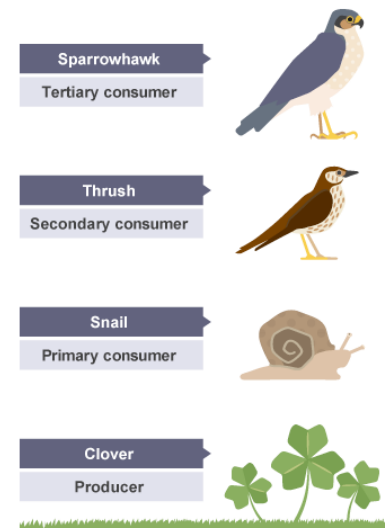 Sparrowhawk
Tertiary consumer
Thrush
Secondary consumer
Snail
Primary consumer
Clover
Producer